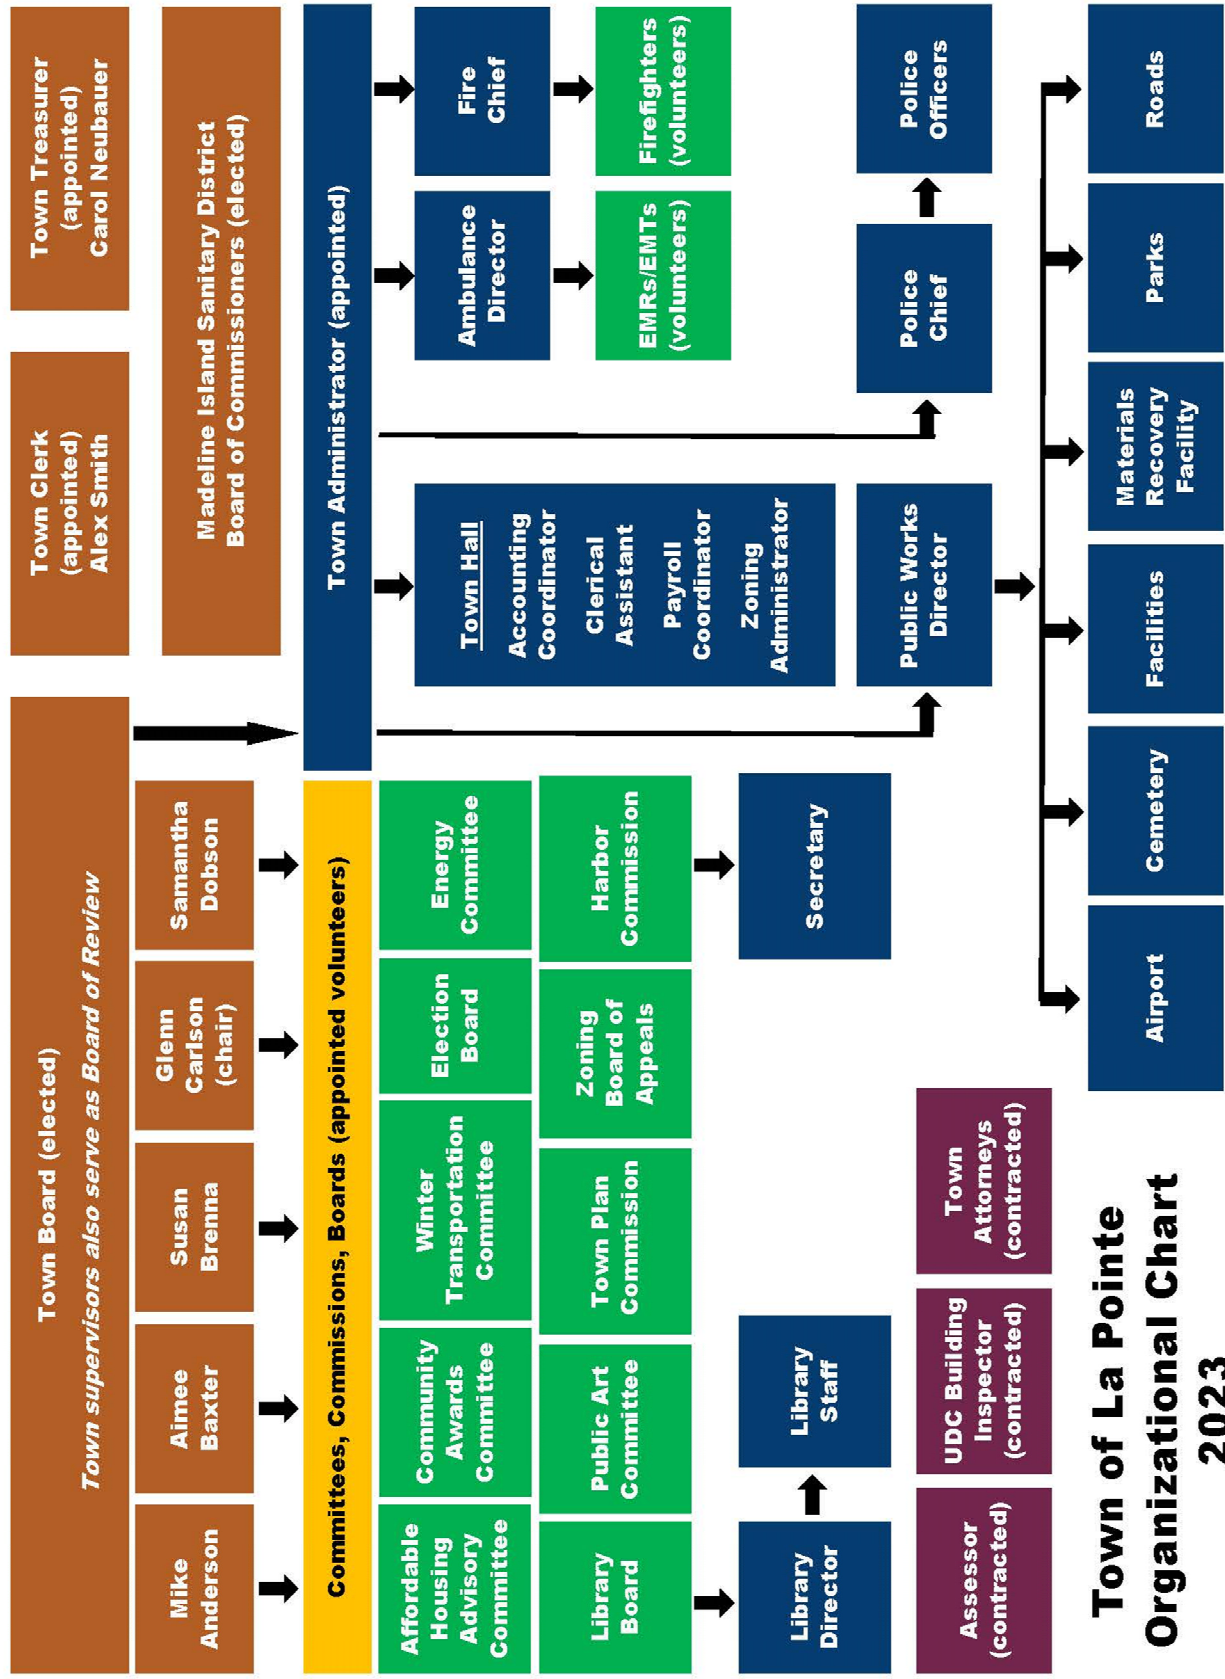 Town Board (elected)
Town supervisors also serve as Board of Review
Town Clerk
(appointed)
Alex Smith
Town Treasurer
(appointed)
Carol Neubauer
Mike
Anderson
Aimee
Baxter
Susan
Brenna
Glenn
Carlson
(chair)
Samantha
Dobson
Madeline Island Sanitary District
Board of Commissioners (elected)
Committees, Commissions, Boards (appointed volunteers)
Town Administrator (appointed)
Affordable
Housing
Advisory
Committee
Community
Awards
Committee
Winter
Transportation
Committee
Election
Board
Energy
Committee
Library
Board
Public Art
Committee
Town Plan
Commission
Zoning
Board of
Appeals
Harbor
Commission
Town Hall
Accounting
Coordinator
Clerical
Assistant
Payroll
Coordinator
Zoning
Administrator
Ambulance
Director
Fire
Chief
EMRs/EMTs
(volunteers)
Firefighters
(volunteers)
Library
Director
Library
Staff
Secretary
Public Works
Director
Police
Chief
Police
Officers
Assessor
(contracted)
UDC Building
Inspector
(contracted)
Town
Attorneys
(contracted)
Airport
Cemetery
Facilities
Materials
Recovery
Facility
Parks
Roads
Town of La Pointe
Organizational Chart
2023